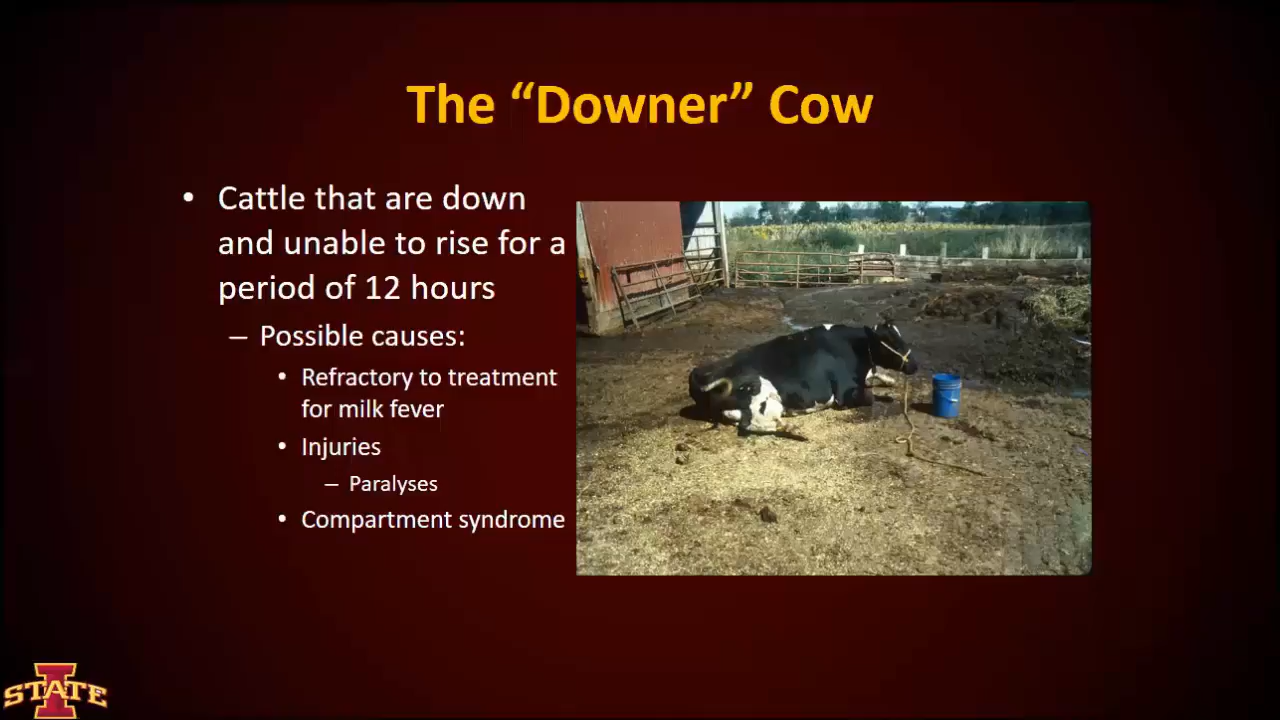 The “Downer” Cow
• Cattle that are down
and unable to rise for a
period of 12 hours
– Possible causes:
• Refractory to treatment
for milk fever
• Injuries
– Paralyses
• Compartment syndrome
I
STATE